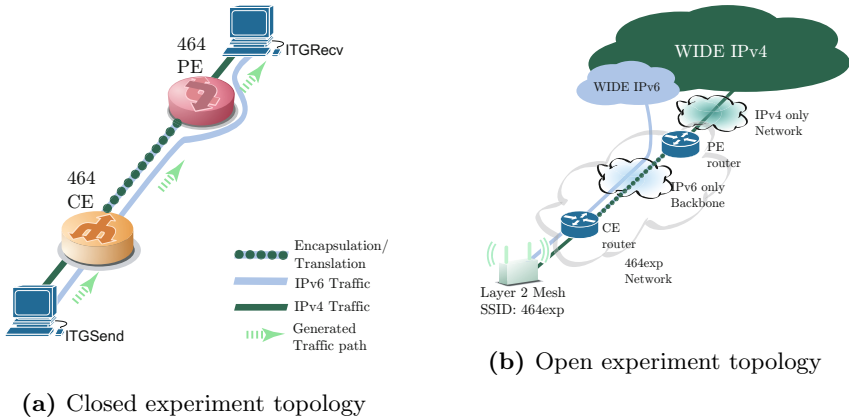 464
PE
ITGRecv
464
CE
ITGSend
Encapsulation/
Translation
IPv6 Traffic
IPv4 Traffic
Generated
Traffic path
(a) Closed experiment topology
WIDE IPv4
WIDE IPv6
IPv4 only
Network
PE
router
IPv6 only
Backbone
CE
router
464exp
Network
Layer 2 Mesh
SSID: 464exp
(b) Open experiment topology